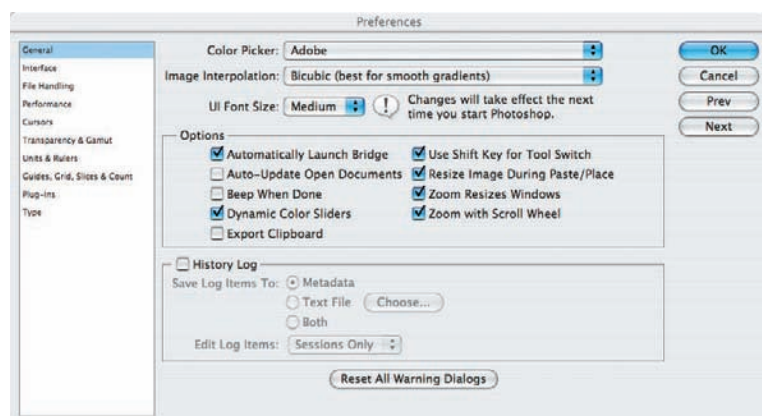 Preferences
General
Interface
File Handling
Performance
Cursors
Transparency & Gamut
Units & Rulers
Guides, Grid, Slices & Count
Plug-Ins
Type
Color Picker: Adobe
Image Interpolation: Bicubic (best for smooth gradients)
UI Font Size: Medium
Changes will take effect the next
time you start Photoshop.
Options
Automatically Launch Bridge
Auto-Update Open Documents
Beep When Done
Dynamic Color Sliders
Export Clipboard
Use Shift Key for Tool Switch
Resize Image During Paste/Place
Zoom Resizes Windows
Zoom with Scroll Wheel
History Log
Save Log Items To: Metadata
Text File Choose...
Both
Edit Log Items: Sessions Only
Reset All Warning Dialogs
OK
Cancel
Prev
Next